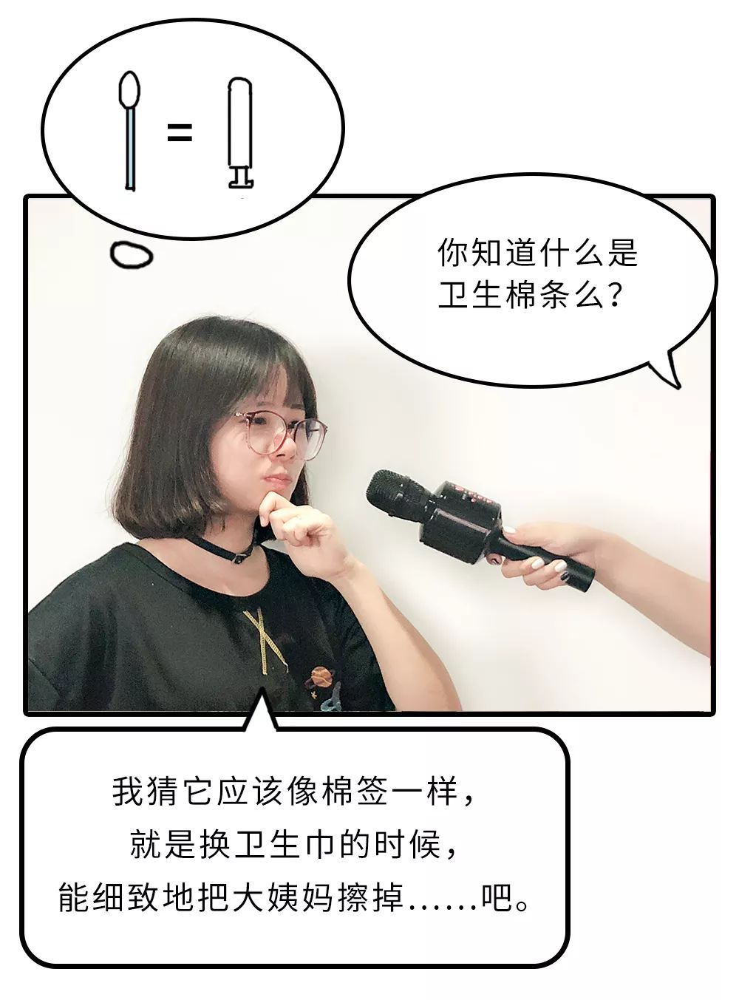 =
你知道什么是
卫生棉条么？
我猜它应该像棉签一样，
就是换卫生巾的时候，
能细致地把大姨妈擦掉……吧。